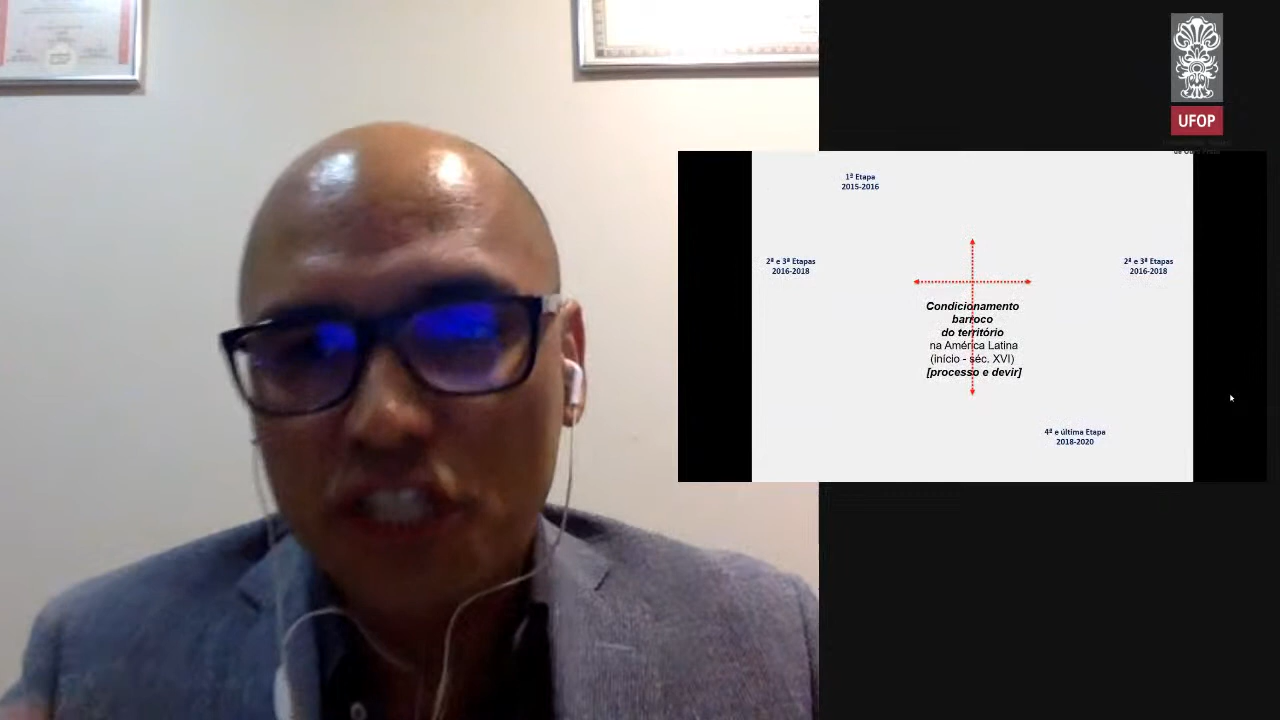 UFOP
1ª Etapa
2015-2016
2ª e 3ª Etapas
2016-2018
2ª e 3ª Etapas
2016-2018
Condicionamento
barroco
do território
na América Latina
(início - séc. XVI)
[processo e devir]
4ª e última Etapa
2018-2020